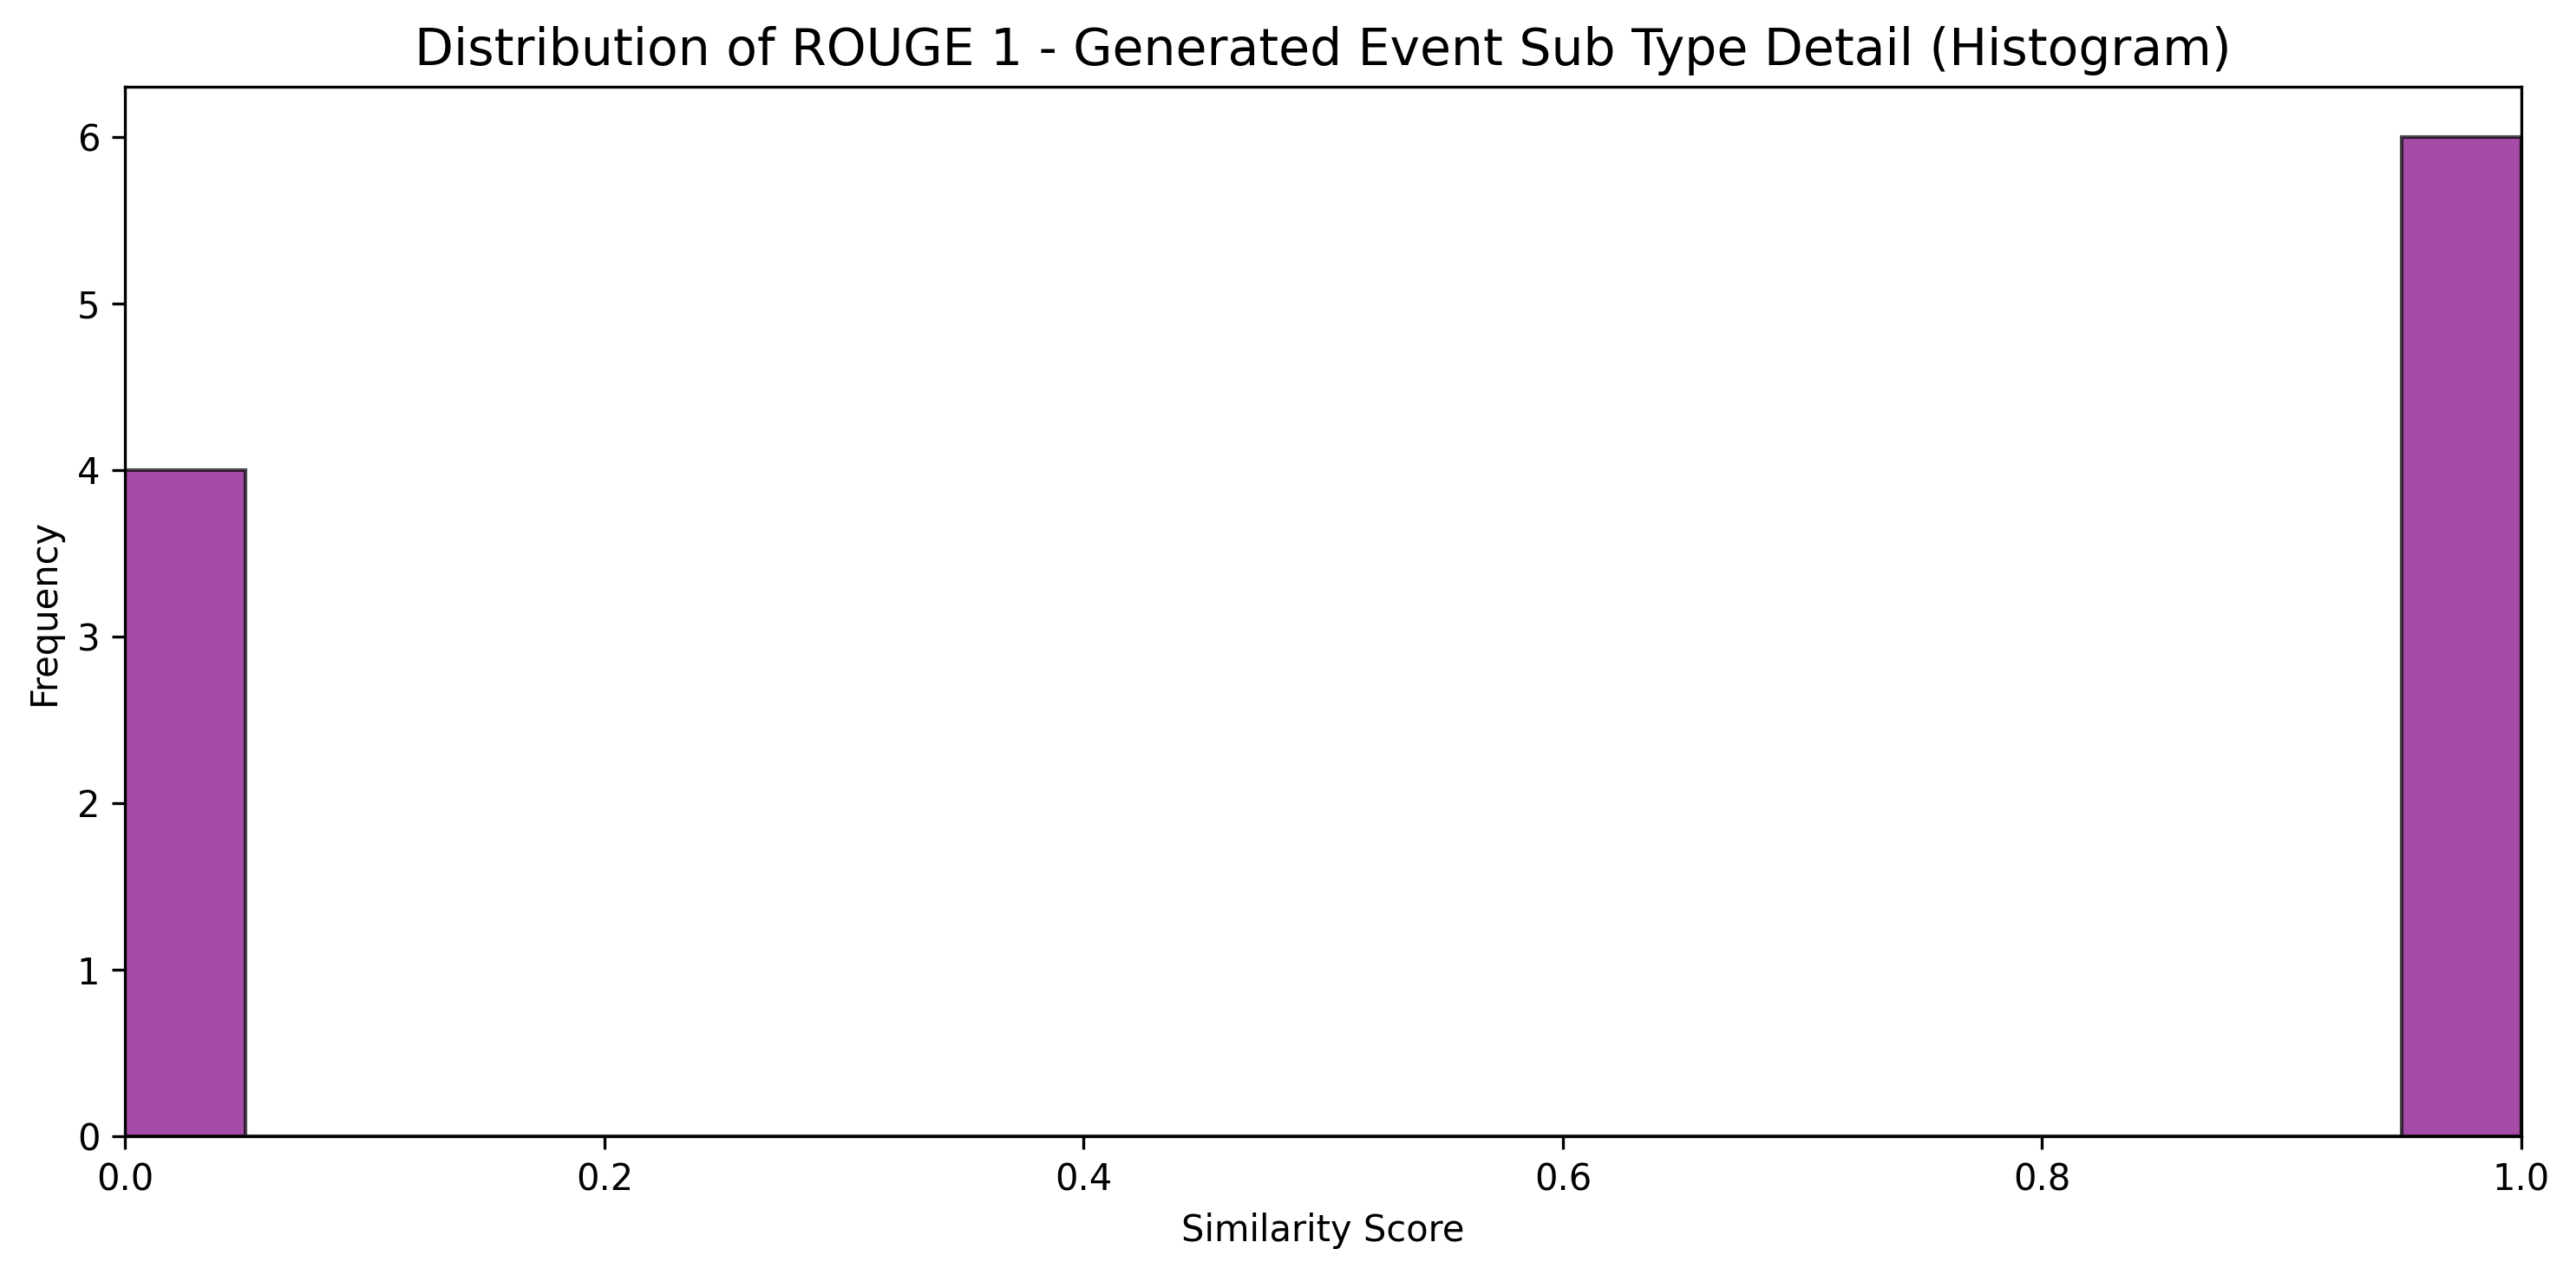 Distribution of ROUGE 1 - Generated Event Sub Type Detail (Histogram)
6
5
4
3
2
1
0
Frequency
0.0 0.2 0.4 0.6 0.8 1.0
Similarity Score